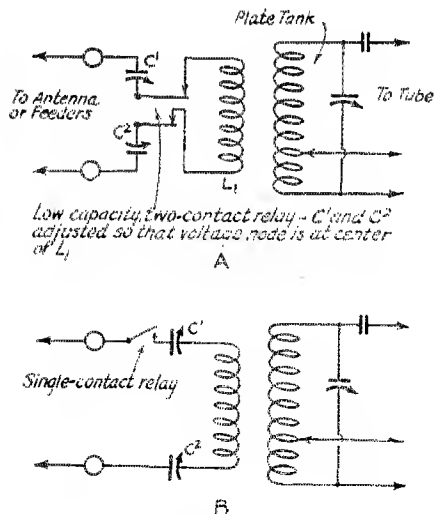 Plate Tank
C¹
To Antenna
or Feeders
To Tube
C²
L₁
Low capacity, two-contact relay - C¹ and C²
adjusted so that voltage node is at center
of L₁
A
C¹
Single-contact relay
C²
B